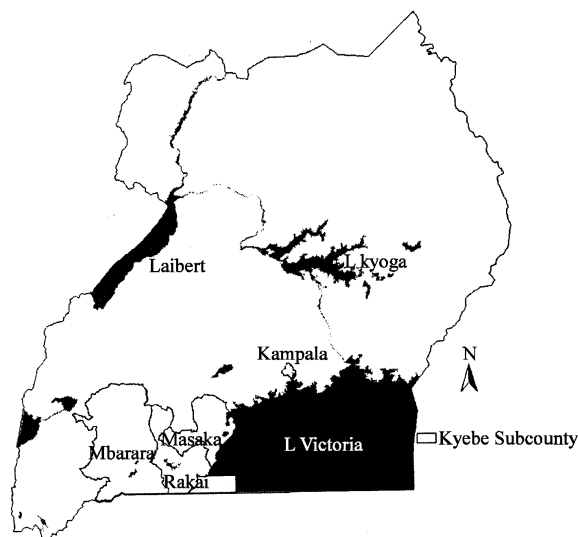 N
Laibert
L kyoga
Kampala
Masaka
Mbarara
L Victoria
Kyebe Subcounty
Rakai